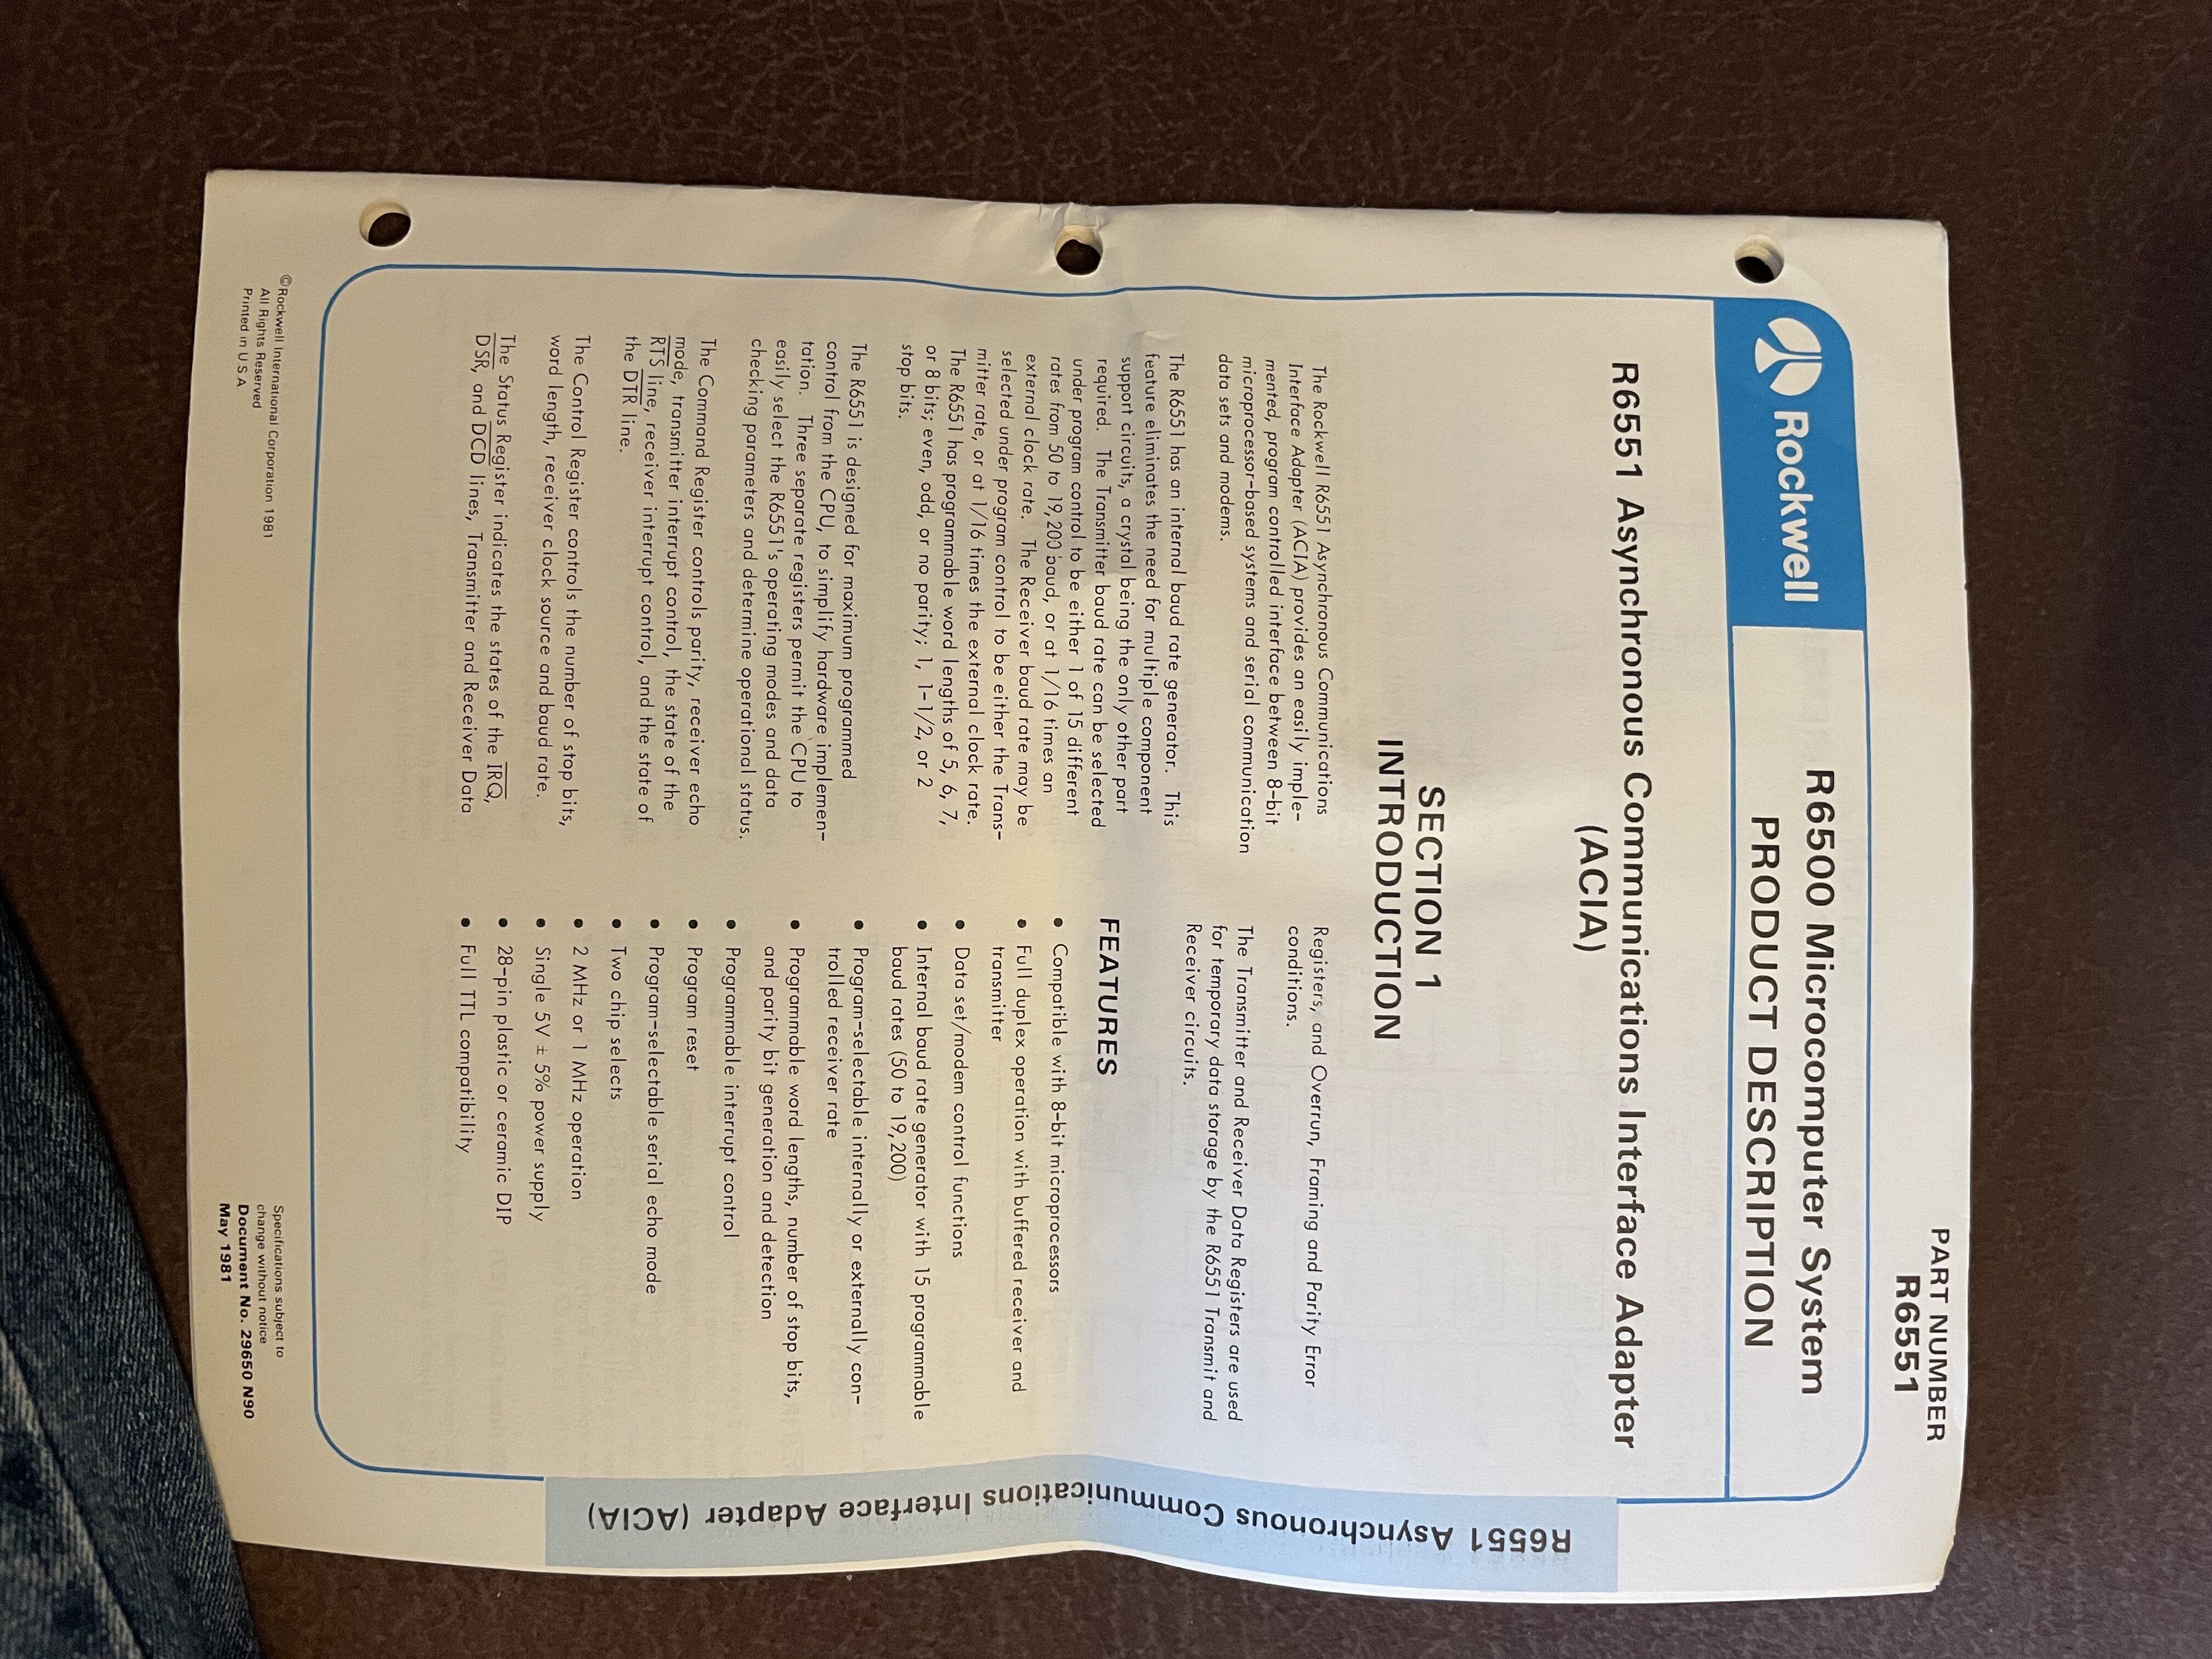 PART NUMBER
R6551
Rockwell
R6500 Microcomputer System
PRODUCT DESCRIPTION
R6551 Asynchronous Communications Interface Adapter
(ACIA)
SECTION 1
INTRODUCTION
The Rockwell R6551 Asynchronous Communications
Interface Adapter (ACIA) provides an easily imple-
mented, program controlled interface between 8-bit
microprocessor-based systems and serial communication
data sets and modems.
The R6551 has an internal baud rate generator. This
feature eliminates the need for multiple component
support circuits, a crystal being the only other part
required. The Transmitter baud rate can be selected
under program control to be either 1 of 15 different
rates from 50 to 19,200 baud, or at 1/16 times an
external clock rate. The Receiver baud rate may be
selected under program control to be either the Trans-
mitter rate, or at 1/16 times the external clock rate.
The R6551 has programmable word lengths of 5, 6, 7,
or 8 bits; even, odd, or no parity; 1, 1-1/2, or 2
stop bits.
The R6551 is designed for maximum programmed
control from the CPU, to simplify hardware implemen-
tation. Three separate registers permit the CPU to
easily select the R6551's operating modes and data
checking parameters and determine operational status.
The Command Register controls parity, receiver echo
mode, transmitter interrupt control, the state of the
RTS line, receiver interrupt control, and the state of
the DTR line.
The Control Register controls the number of stop bits,
word length, receiver clock source and baud rate.
The Status Register indicates the states of the IRQ,
DSR, and DCD lines, Transmitter and Receiver Data
Registers, and Overrun, Framing and Parity Error
conditions.
The Transmitter and Receiver Data Registers are used
for temporary data storage by the R6551 Transmit and
Receiver circuits.
FEATURES
• Compatible with 8-bit microprocessors
• Full duplex operation with buffered receiver and
transmitter
• Data set/modem control functions
• Internal baud rate generator with 15 programmable
baud rates (50 to 19,200)
• Program-selectable internally or externally con-
trolled receiver rate
• Programmable word lengths, number of stop bits,
and parity bit generation and detection
• Programmable interrupt control
• Program reset
• Program-selectable serial echo mode
• Two chip selects
• 2 MHz or 1 MHz operation
• Single 5V ± 5% power supply
• 28-pin plastic or ceramic DIP
• Full TTL compatibility
R6551 Asynchronous Communications Interface Adapter (ACIA)
©Rockwell International Corporation 1981
All Rights Reserved
Printed in U.S.A
Specifications subject to
change without notice
Document No. 29650 N90
May 1981